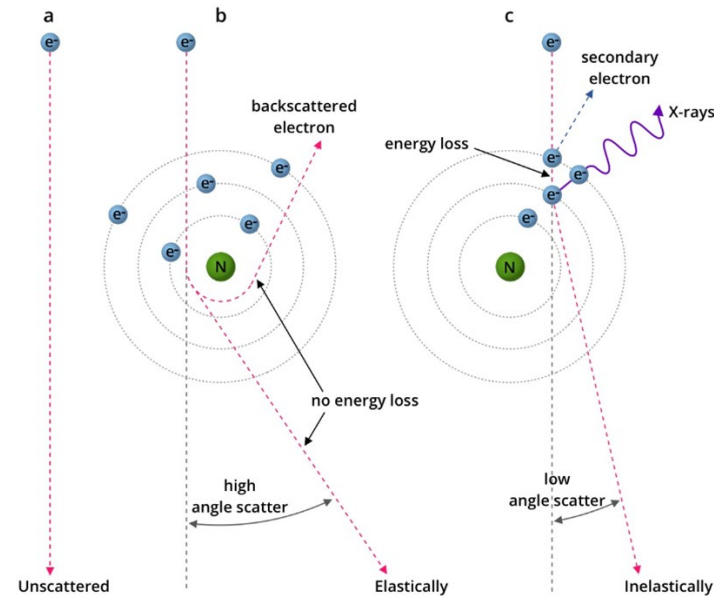 a
b
c
e-
e-
e-
secondary
electron
backscattered
electron
X-rays
energy loss
e-
e-
e-
e-
e-
e-
e-
e-
e-
N
N
no energy loss
high
angle scatter
low
angle scatter
Unscattered
Elastically
Inelastically